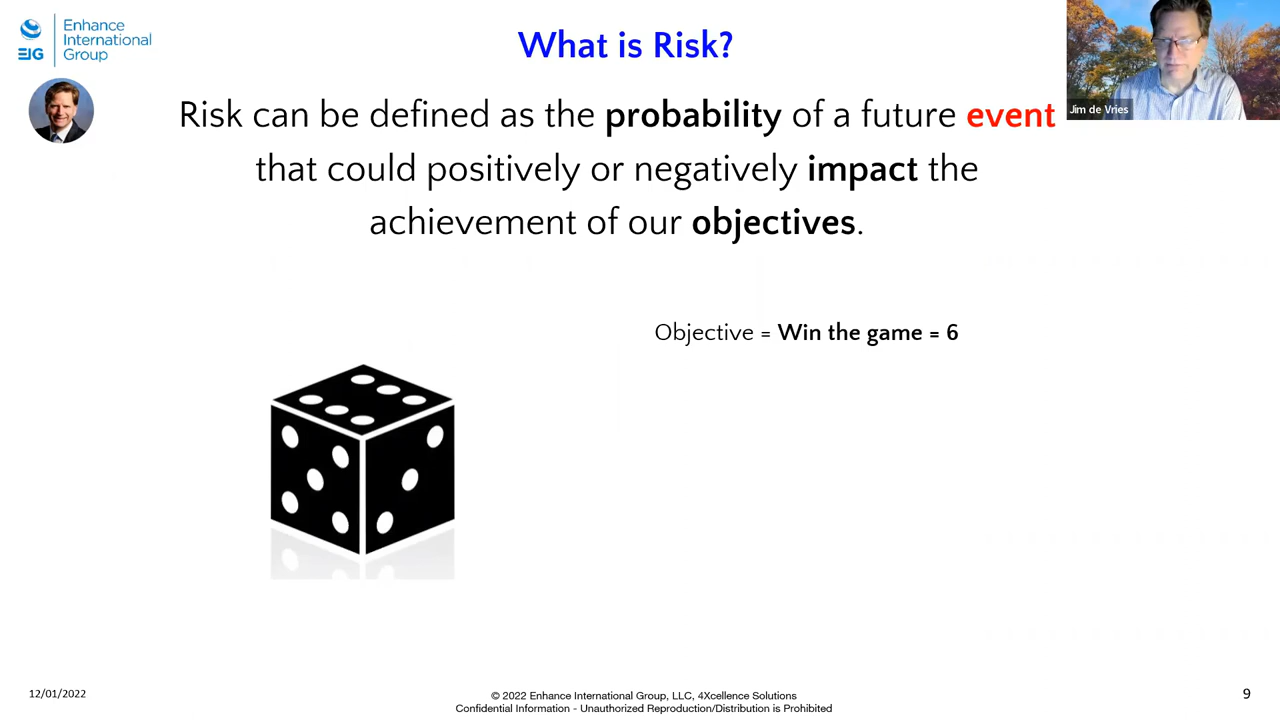 EIG
Enhance
International
Group
What is Risk?
Jim de Vries
Risk can be defined as the probability of a future event
that could positively or negatively impact the
achievement of our objectives.
Objective = Win the game = 6
12/01/2022
© 2022 Enhance International Group, LLC, 4Xcellence Solutions
Confidential Information - Unauthorized Reproduction/Distribution is Prohibited
9